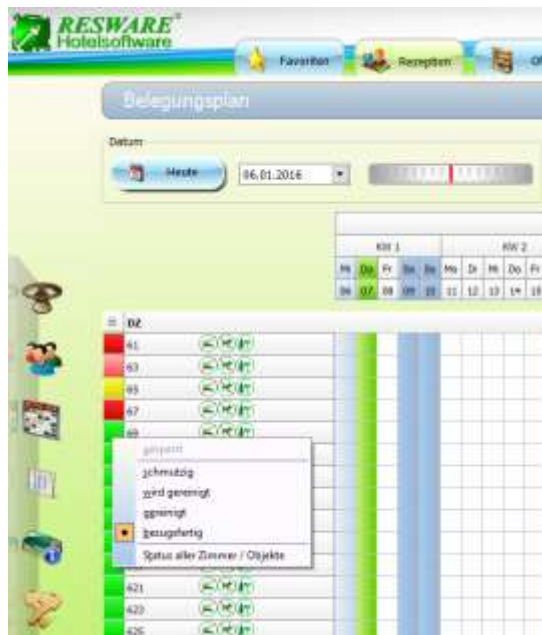 RESWARE
Hotelsoftware
Favoriten
Rezeption
Belegungsplan
Datum
Heute
06.01.2016
KW 1
KW 2
Mi Do Fr Sa So Mo Di Mi Do Fr
06 07 08 09 10 11 12 13 14 15
DZ
61
63
65
67
69
gesperrt
schmutzig
wird gereinigt
gereinigt
bezugsfertig
Status aller Zimmer / Objekte
621
623
625